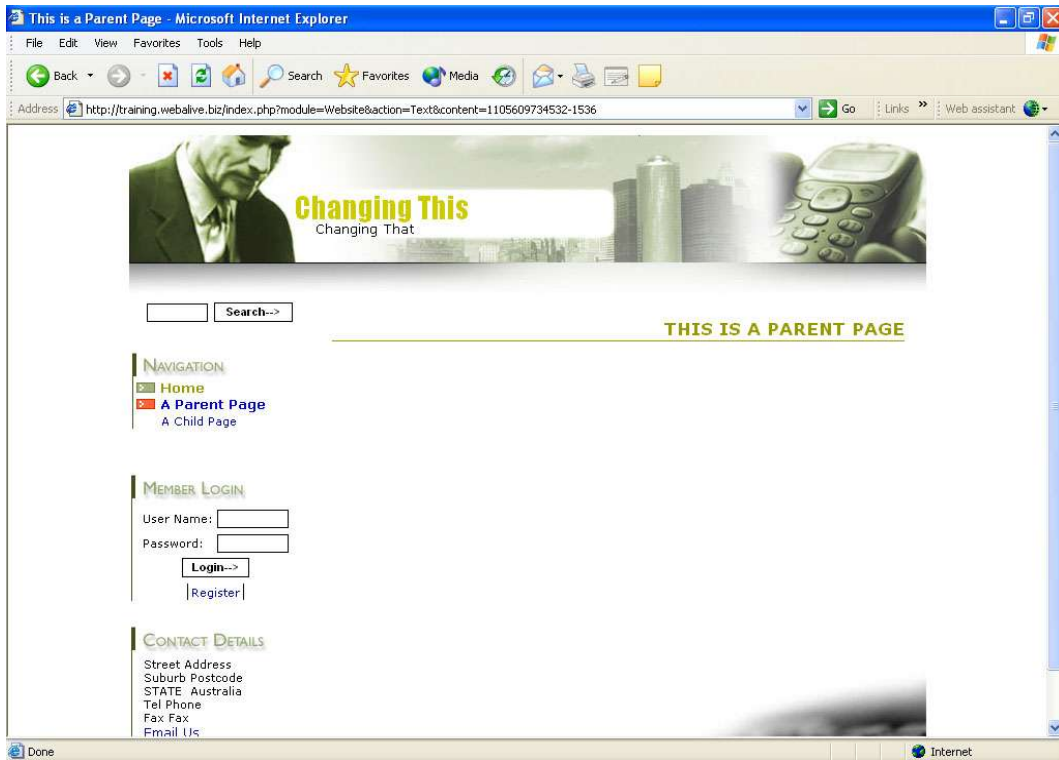 This is a Parent Page - Microsoft Internet Explorer
File Edit View Favorites Tools Help
Back Search Favorites Media
Address http://training.webalive.biz/index.php?module=Website&action=Text&content=1105609734532-1536 Go Links » Web assistant
Changing This
Changing That
Search-->
THIS IS A PARENT PAGE
NAVIGATION
Home
A Parent Page
A Child Page
MEMBER LOGIN
User Name:
Password:
Login-->
|Register|
CONTACT DETAILS
Street Address
Suburb Postcode
STATE Australia
Tel Phone
Fax Fax
Email Us
Done Internet